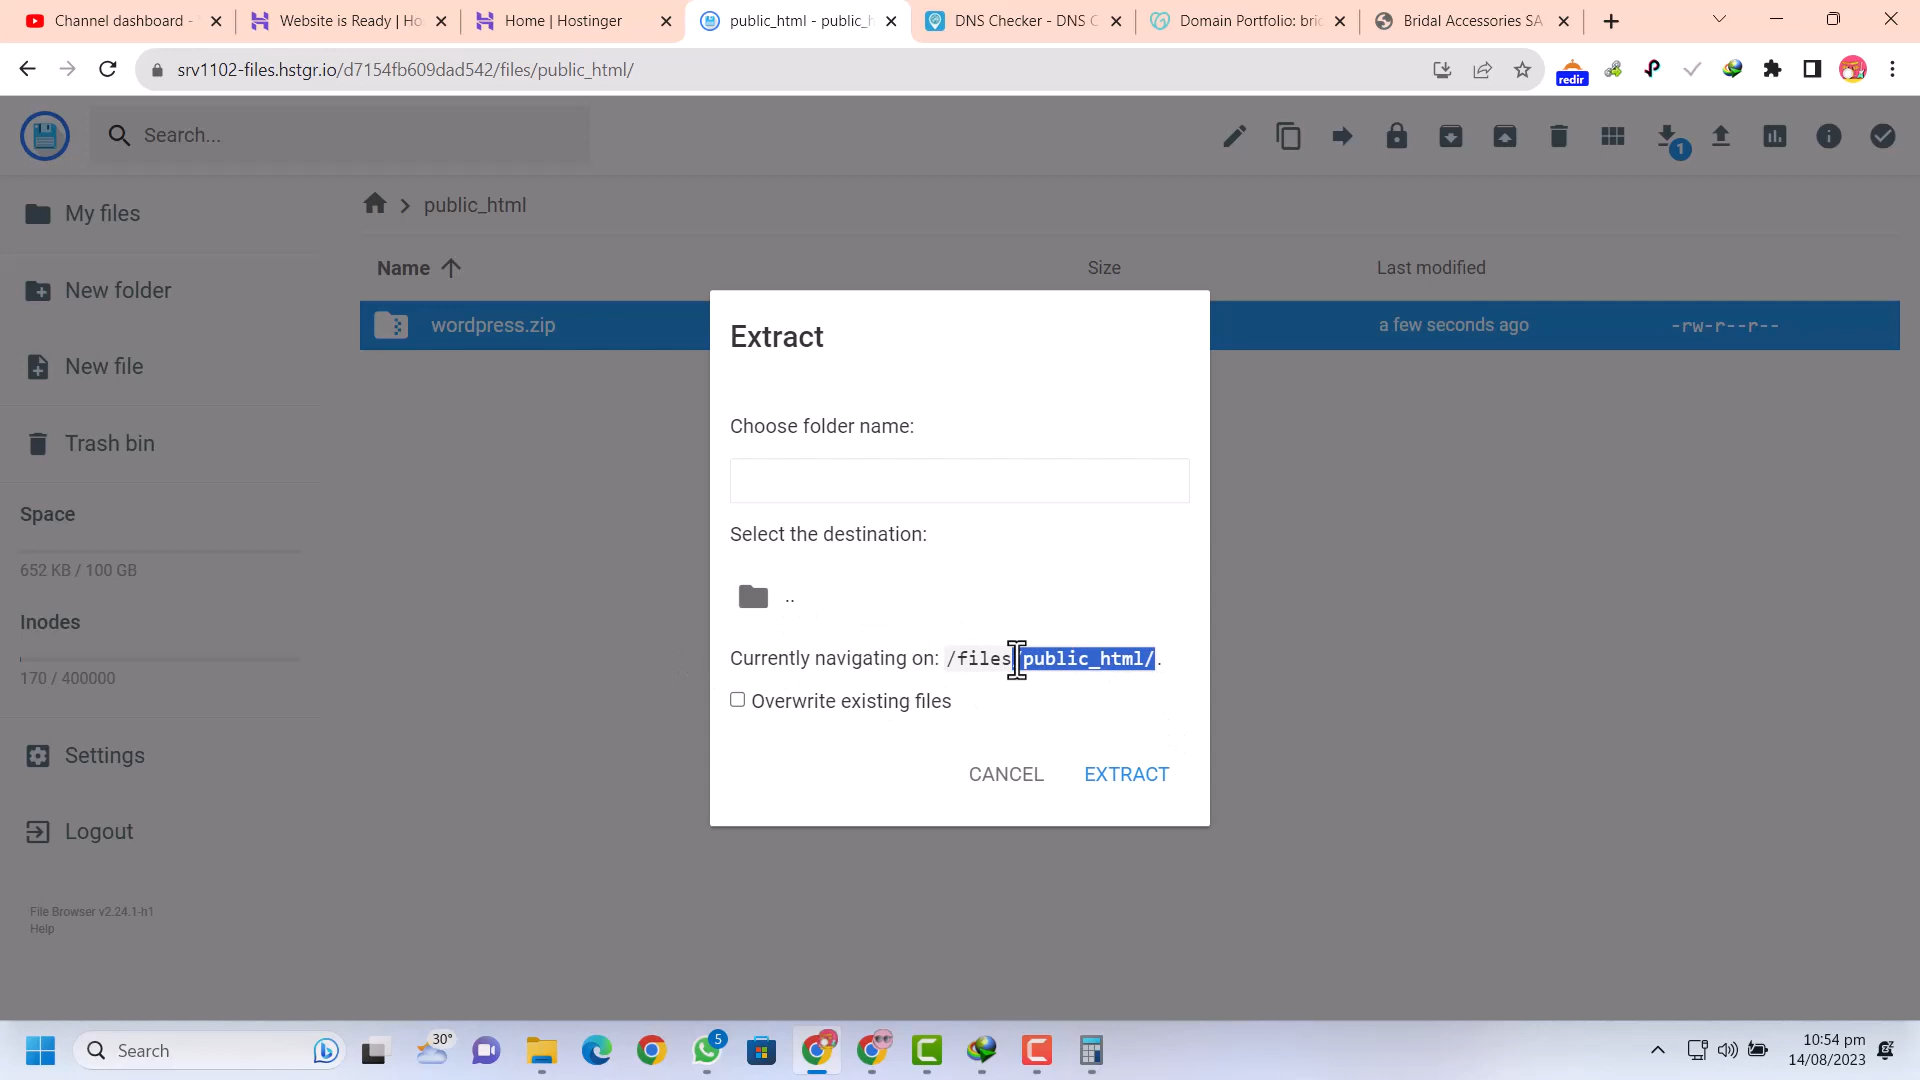 Channel dashboard -
Website is Ready | Ho
Home | Hostinger
public_html - public_h
DNS Checker - DNS C
Domain Portfolio: bric
Bridal Accessories SA
srv1102-files.hstgr.io/d7154fb609dad542/files/public_html/
redir
Search...
1
My files
New folder
New file
Trash bin
Space
652 KB / 100 GB
Inodes
170 / 400000
Settings
Logout
File Browser v2.24.1-h1
Help
public_html
Name
Size
Last modified
wordpress.zip
a few seconds ago
-rw-r--r--
Extract
Choose folder name:
Select the destination:
..
Currently navigating on: /files/public_html/.
Overwrite existing files
CANCEL
EXTRACT
Search
30°
5
10:54 pm
14/08/2023